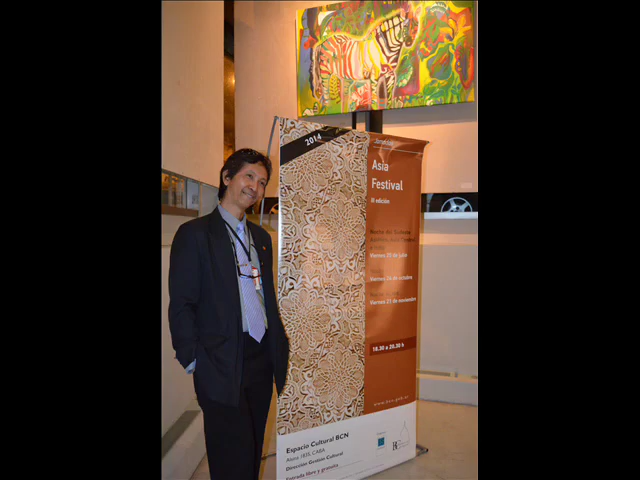 2014
Asia
Festival
III edición
Viernes 25 de julio
Viernes 24 de octubre
Viernes 21 de noviembre
18.30 a 20.30 h
www.bcn.gob.ar
Espacio Cultural BCN
Alsina 1835, CABA.
Dirección Gestión Cultural
Entrada libre y gratuita